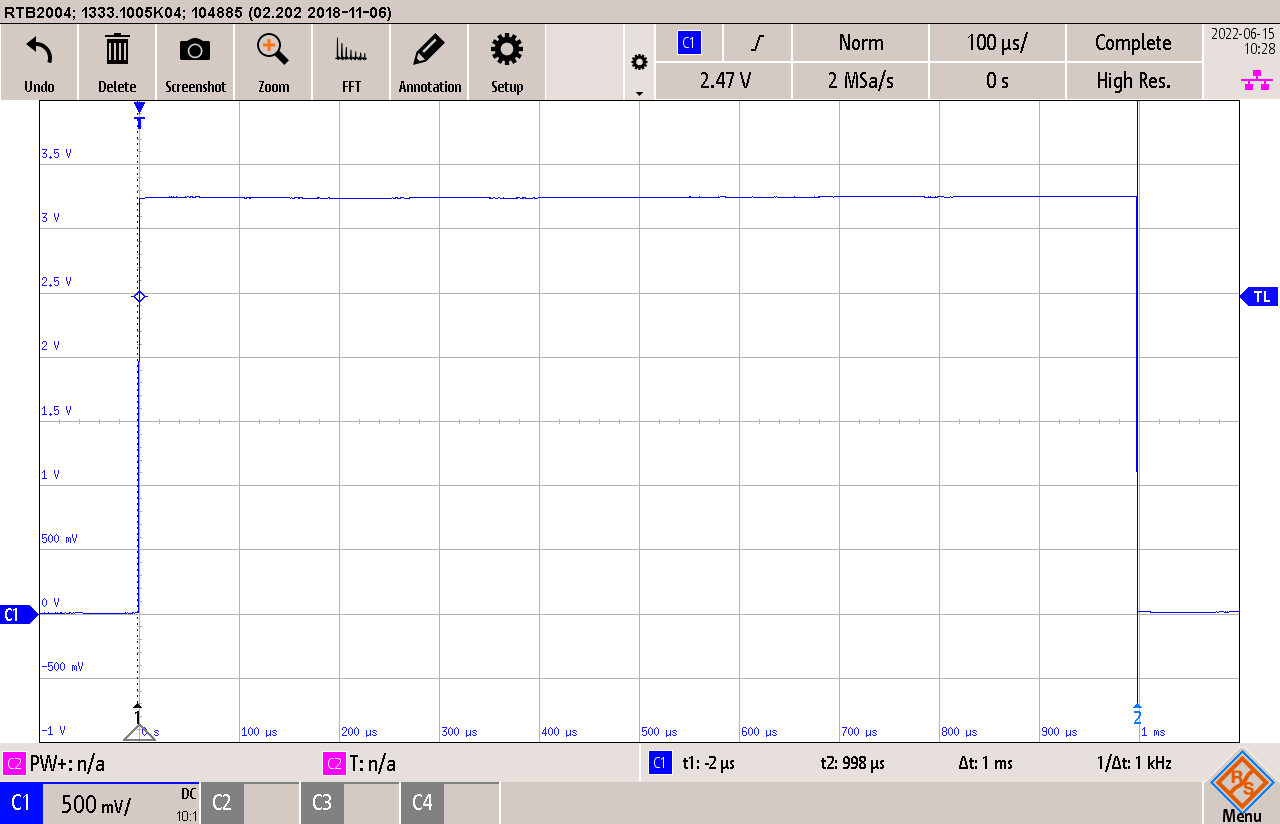 RTB2004; 1333.1005K04; 104885 (02.202 2018-11-06)
Undo Delete Screenshot Zoom FFT Annotation Setup
C1 Norm 100 µs/ Complete 2022-06-15
10:28
2.47 V 2 MSa/s 0 s High Res.
T
3.5 V
3 V
2.5 V
TL
2 V
1.5 V
1 V
500 mV
C1 0 V
-500 mV
1 2
-1 V 0 s 100 µs 200 µs 300 µs 400 µs 500 µs 600 µs 700 µs 800 µs 900 µs 1 ms
C2 PW+: n/a C2 T: n/a C1 t1: -2 µs t2: 998 µs Δt: 1 ms 1/Δt: 1 kHz
C1 500 mV/ DC
10:1
C2 C3 C4
R S
Menu